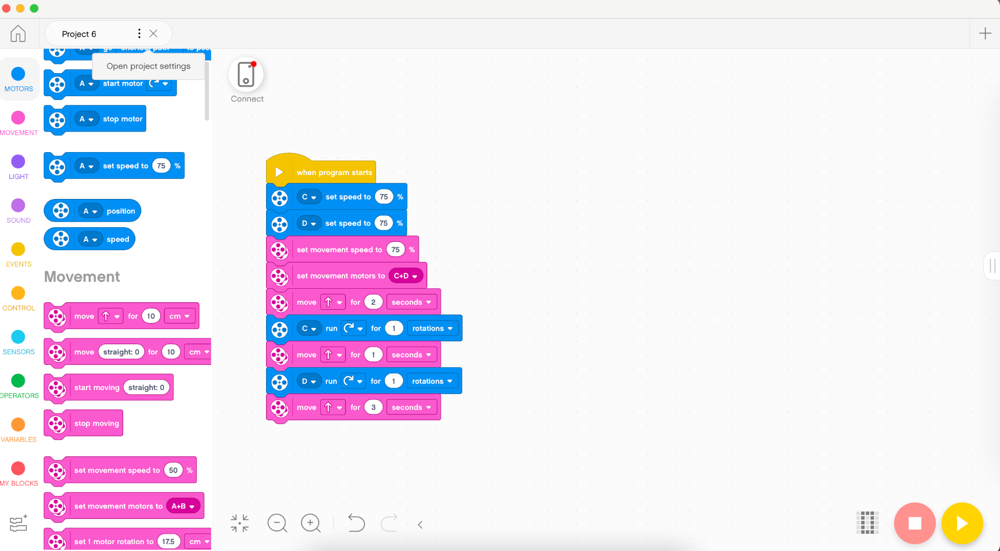 Project 6
A go shortest path to pos
Open project settings
A start motor
A stop motor
A set speed to 75 %
A position
A speed
Movement
move for 10 cm
move straight: 0 for 10 cm
start moving straight: 0
stop moving
set movement speed to 50 %
set movement motors to A+B
set 1 motor rotation to 17.5 cm
MOTORS
MOVEMENT
LIGHT
SOUND
EVENTS
CONTROL
SENSORS
OPERATORS
VARIABLES
MY BLOCKS
Connect
when program starts
C set speed to 75 %
D set speed to 75 %
set movement speed to 75 %
set movement motors to C+D
move for 2 seconds
C run for 1 rotations
move for 1 seconds
D run for 1 rotations
move for 3 seconds